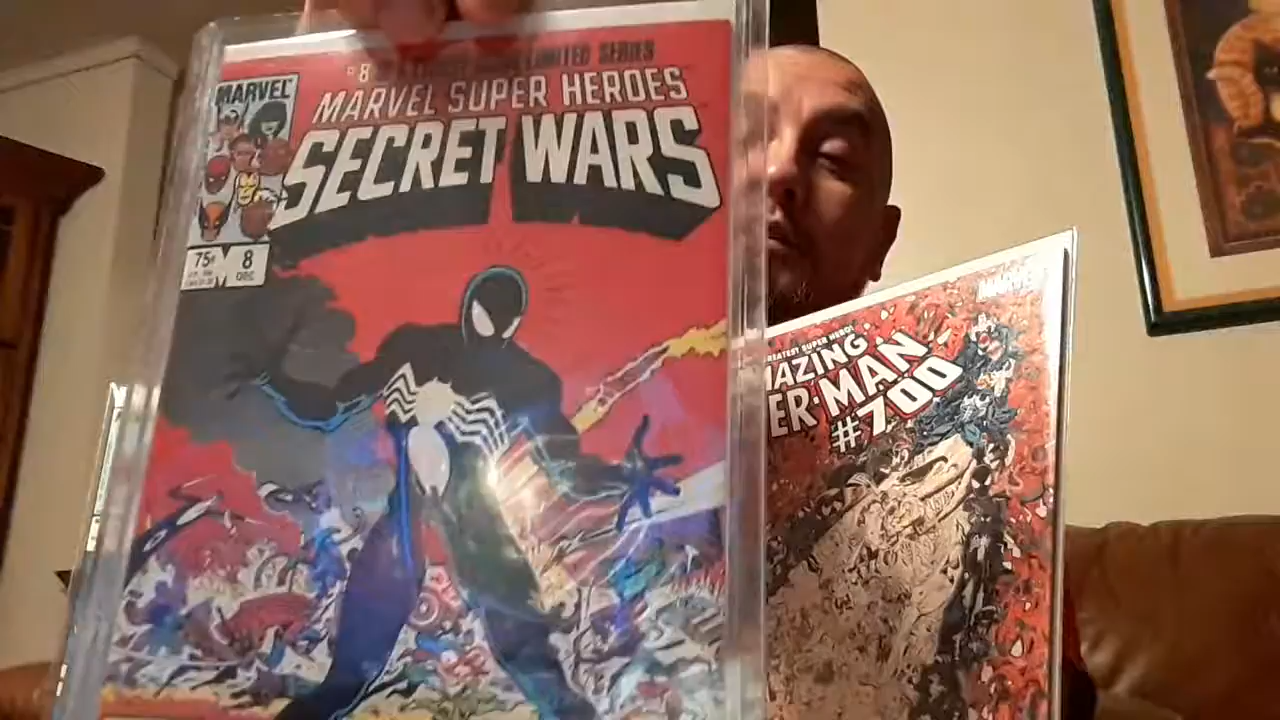 #8
LIMITED SERIES
MARVEL
MARVEL SUPER HEROES
SECRET WARS
75¢
8
DEC
MARVEL
GREATEST SUPER HERO!
AMAZING
ER-MAN
#700